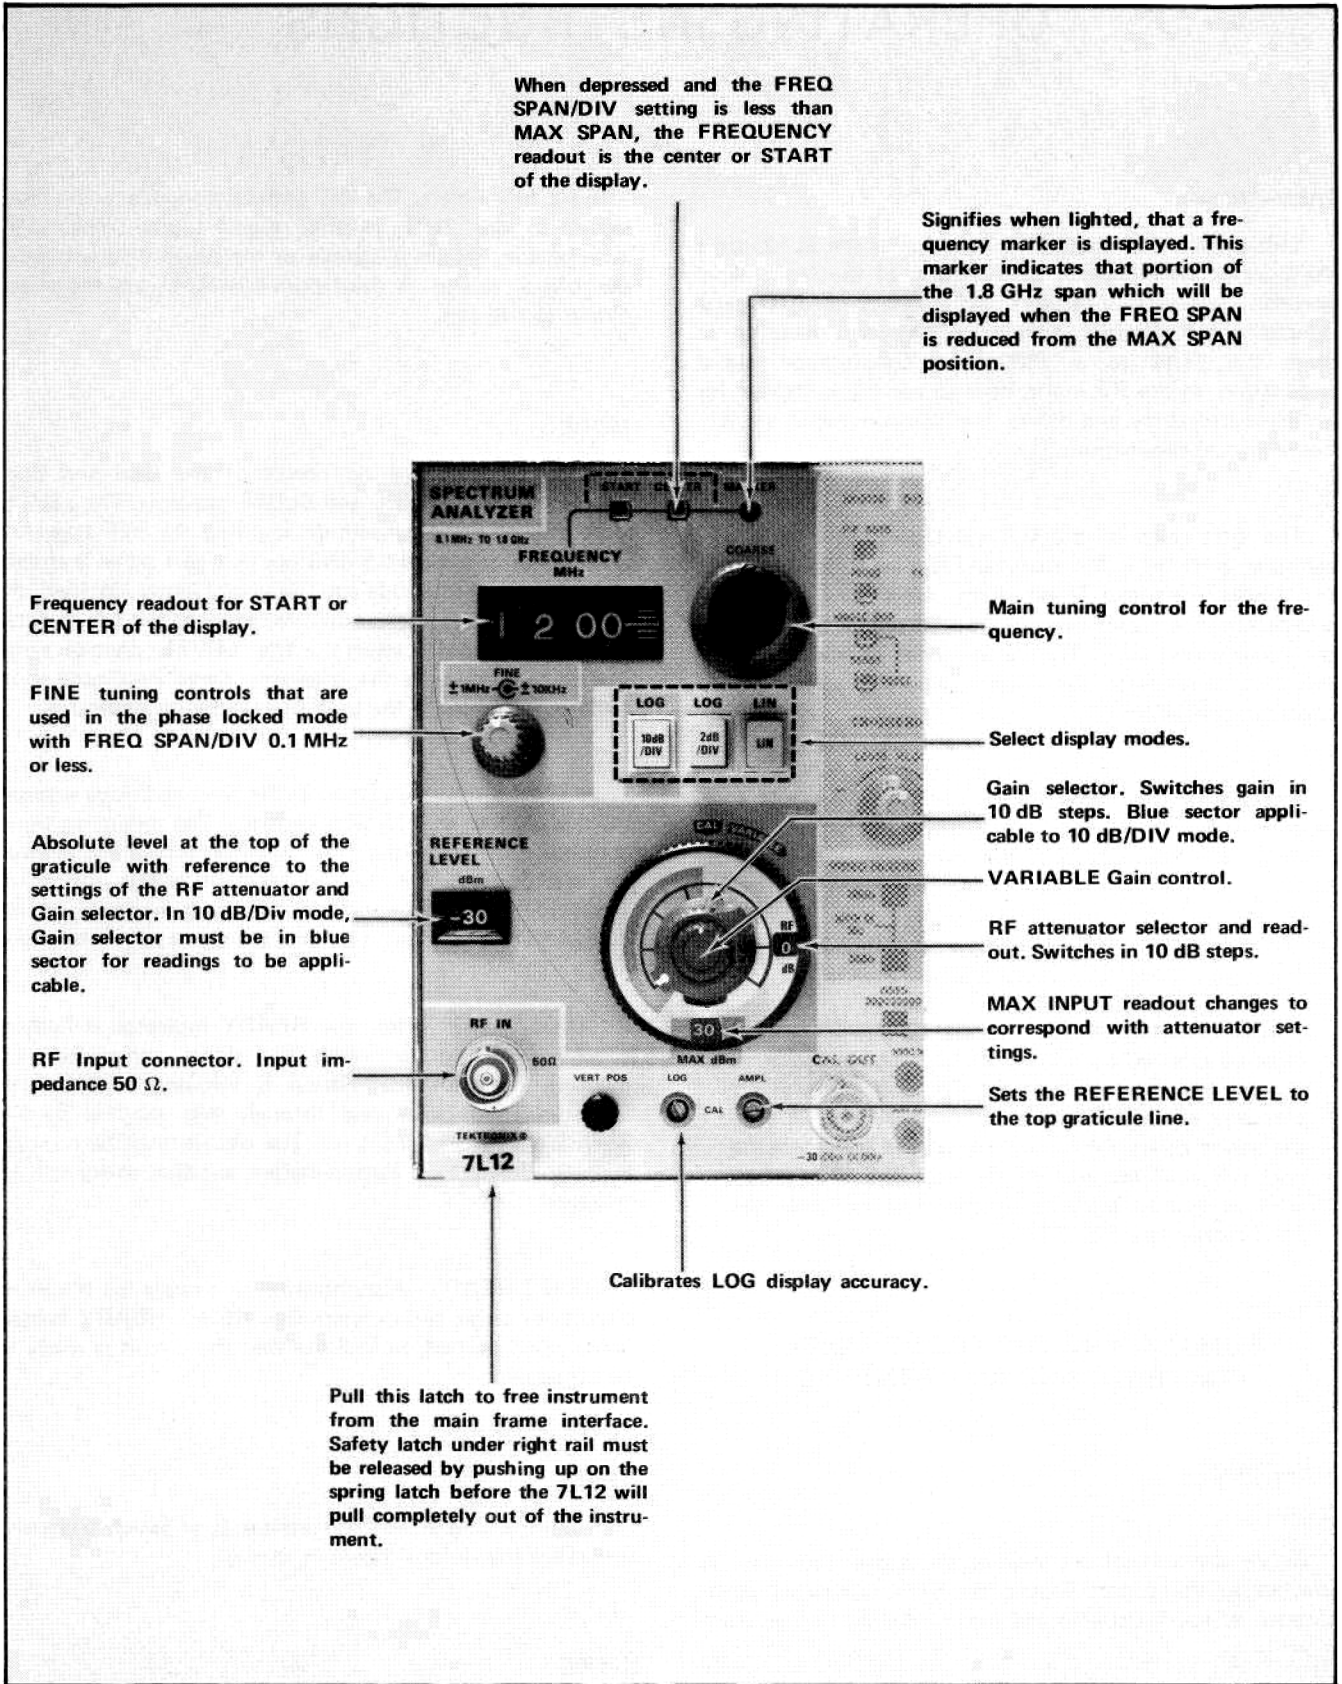 When depressed and the FREQ
SPAN/DIV setting is less than
MAX SPAN, the FREQUENCY
readout is the center or START
of the display.
Signifies when lighted, that a fre-
quency marker is displayed. This
marker indicates that portion of
the 1.8 GHz span which will be
displayed when the FREQ SPAN
is reduced from the MAX SPAN
position.
SPECTRUM
ANALYZER
TO 1.8 GHz
START
FREQUENCY
MHz
COARSE
1 2 00
Frequency readout for START or
CENTER of the display.
Main tuning control for the fre-
quency.
FINE
±1MHz ±10KHz
FINE tuning controls that are
used in the phase locked mode
with FREQ SPAN/DIV 0.1 MHz
or less.
LOG LOG LIN
10dB
/DIV
2dB
/DIV
LIN
Select display modes.
Gain selector. Switches gain in
10 dB steps. Blue sector appli-
cable to 10 dB/DIV mode.
CAL VARIABLE
REFERENCE
LEVEL
dBm
-30
Absolute level at the top of the
graticule with reference to the
settings of the RF attenuator and
Gain selector. In 10 dB/Div mode,
Gain selector must be in blue
sector for readings to be appli-
cable.
VARIABLE Gain control.
RF
0
dB
RF attenuator selector and read-
out. Switches in 10 dB steps.
30
MAX dBm
MAX INPUT readout changes to
correspond with attenuator set-
tings.
RF IN
50Ω
RF Input connector. Input im-
pedance 50 Ω.
VERT POS LOG CAL AMPL
CAL OUT
-30
Sets the REFERENCE LEVEL to
the top graticule line.
TEKTRONIX®
7L12
Calibrates LOG display accuracy.
Pull this latch to free instrument
from the main frame interface.
Safety latch under right rail must
be released by pushing up on the
spring latch before the 7L12 will
pull completely out of the instru-
ment.